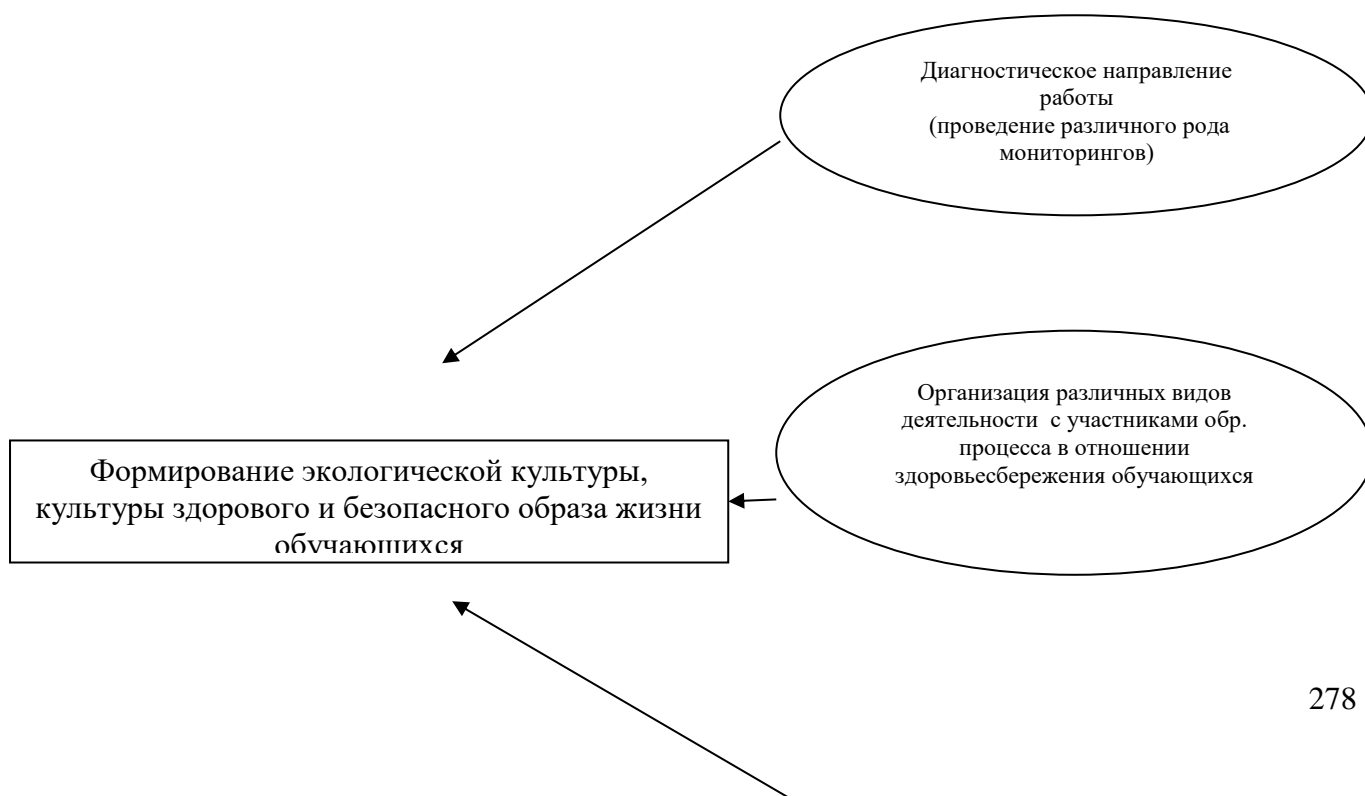 Диагностическое направление
работы
(проведение различного рода
мониторингов)
Организация различных видов
деятельности с участниками обр.
процесса в отношении
здоровьесбережения обучающихся
Формирование экологической культуры,
культуры здорового и безопасного образа жизни
обучающихся
278